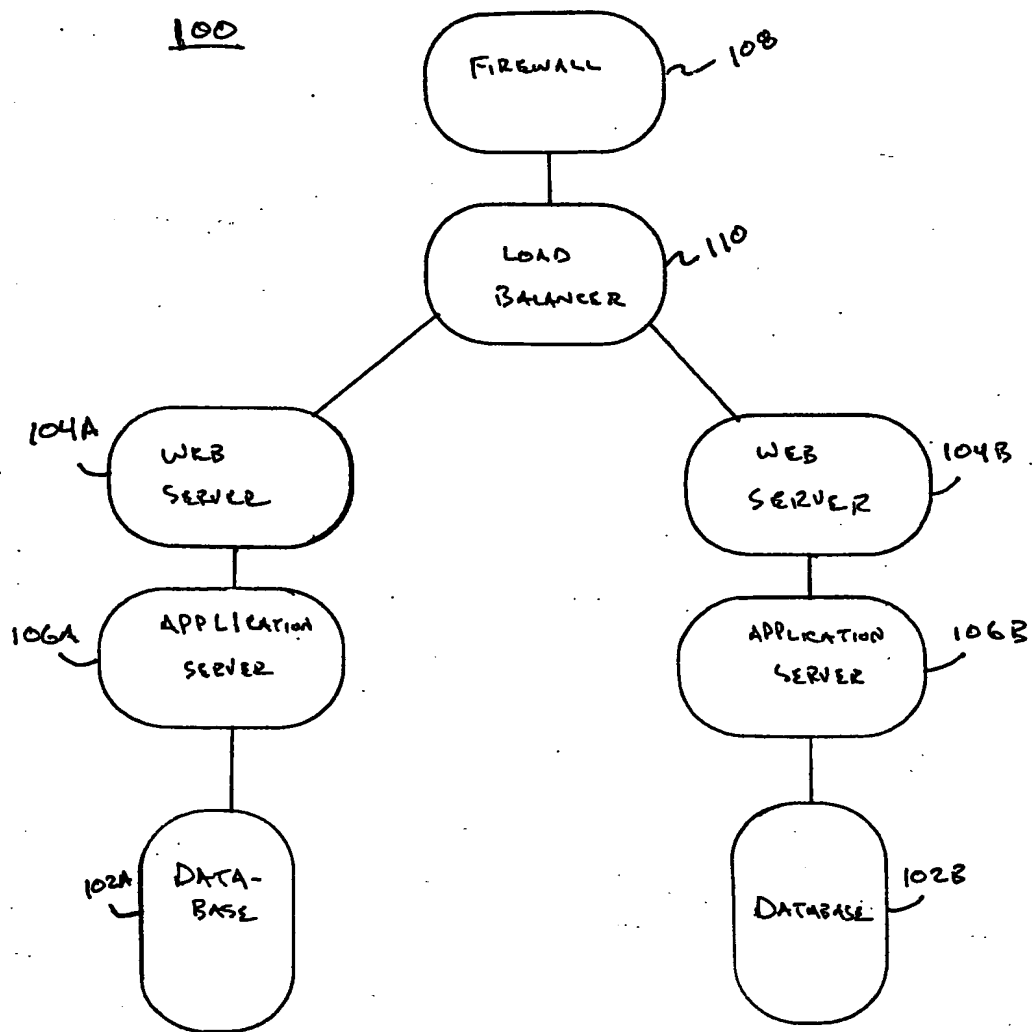 100
FIREWALL
108
LOAD
BALANCER
110
104A
WEB
SERVER
WEB
SERVER
104B
106A
APPLICATION
SERVER
APPLICATION
SERVER
106B
102A
DATA-
BASE
DATABASE
102B